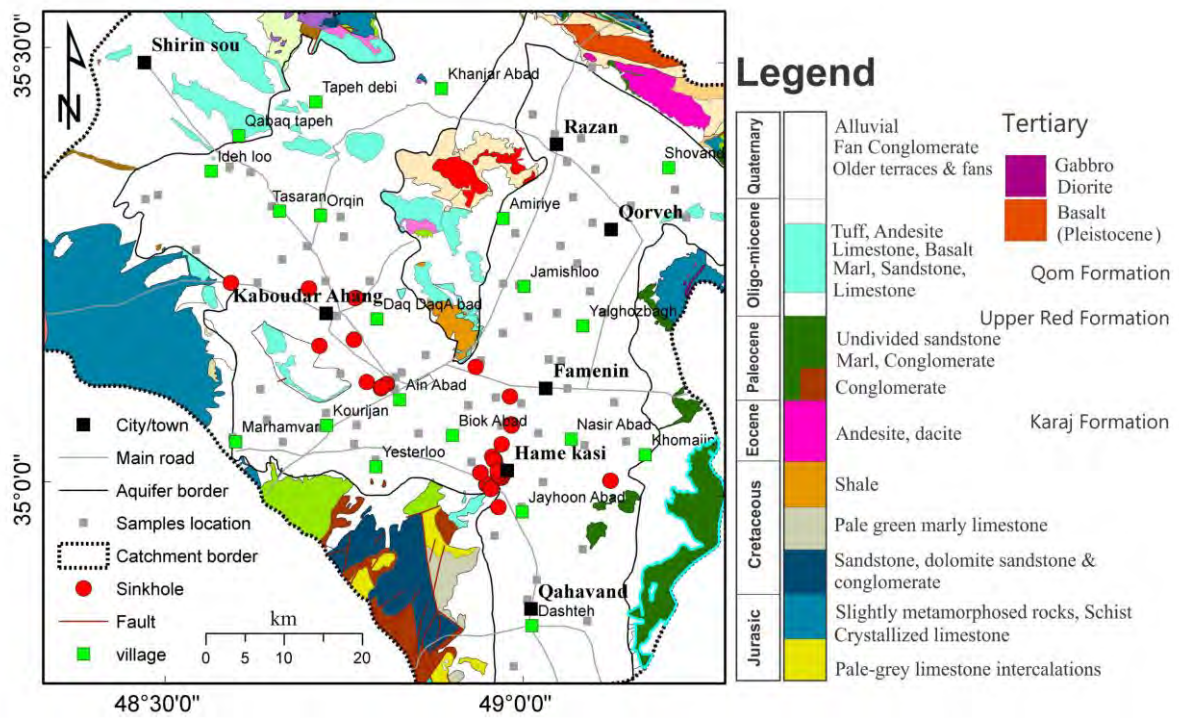 35°30'0"
35°0'0"
48°30'0"
49°0'0"
N
Shirin sou
Khanjar Abad
Tapeh debi
Qabaq tapeh
Razan
Ideh loo
Shovand
Tasaran
Orqin
Amiriye
Qorveh
Jamishloo
Kaboudar Ahang
Daq DaqA bad
Yalghozbagh
Famenin
Ain Abad
Kourijan
Marhamvar
Biok Abad
Nasir Abad
Khomaijin
Yesterloo
Hame kasi
Jayhoon Abad
Qahavand
Dashteh
City/town
Main road
Aquifer border
Samples location
Catchment border
Sinkhole
Fault
village
km
0 5 10 20
Legend
Quaternary
Alluvial
Fan Conglomerate
Older terraces & fans
Oligo-miocene
Tuff, Andesite
Limestone, Basalt
Marl, Sandstone,
Limestone
Paleocene
Undivided sandstone
Marl, Conglomerate
Conglomerate
Eocene
Andesite, dacite
Cretaceous
Shale
Pale green marly limestone
Sandstone, dolomite sandstone &
conglomerate
Jurasic
Slightly metamorphosed rocks, Schist
Crystallized limestone
Pale-grey limestone intercalations
Tertiary
Gabbro
Diorite
Basalt
(Pleistocene)
Qom Formation
Upper Red Formation
Karaj Formation